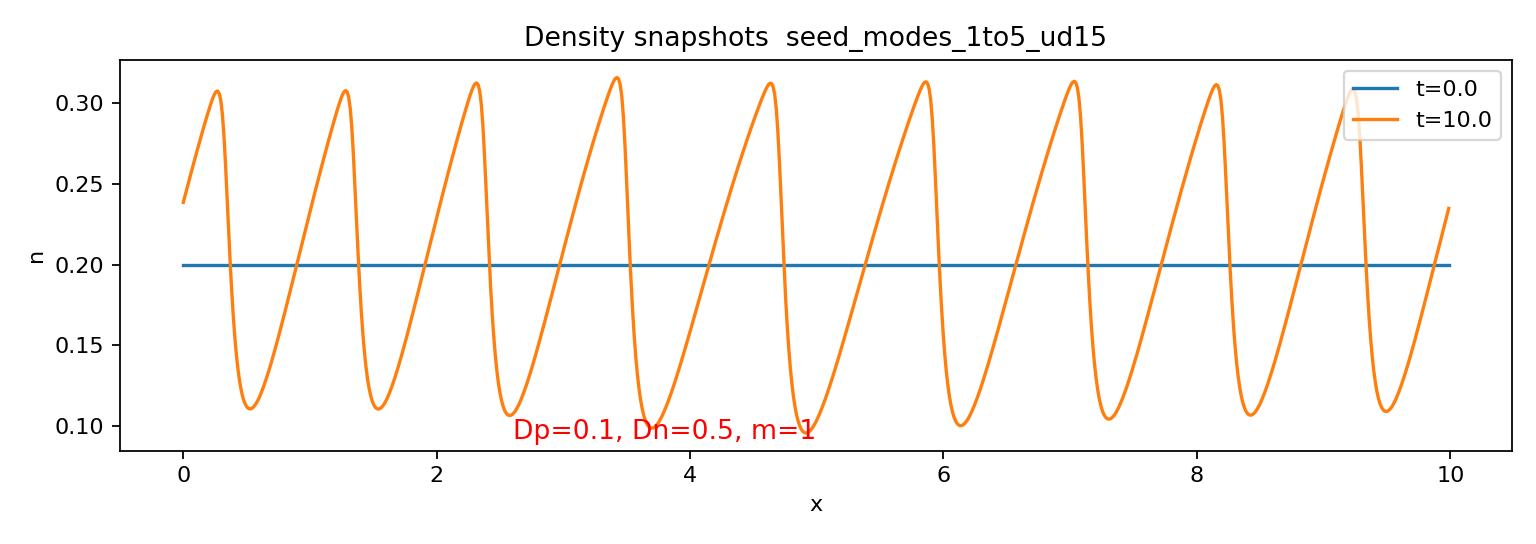 Density snapshots  seed_modes_1to5_ud15
t=0.0
t=10.0
0.30
0.25
0.20
0.15
0.10
n
Dp=0.1, Dn=0.5, m=1
0
2
4
6
8
10
x